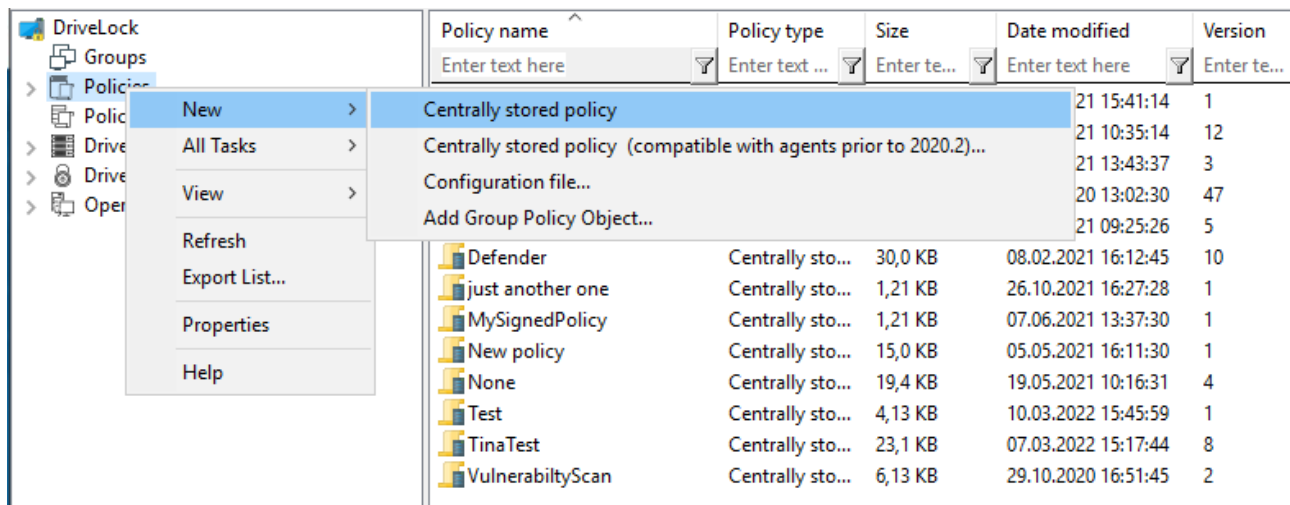 DriveLock
Groups
Policies
Polic
Drive
Drive
Oper
New
All Tasks
View
Refresh
Export List...
Properties
Help
Centrally stored policy
Centrally stored policy (compatible with agents prior to 2020.2)...
Configuration file...
Add Group Policy Object...
Policy name Policy type Size Date modified Version
Enter text here Enter text ... Enter te... Enter text here Enter te...
21 15:41:14 1
21 10:35:14 12
21 13:43:37 3
20 13:02:30 47
21 09:25:26 5
Defender Centrally sto... 30,0 KB 08.02.2021 16:12:45 10
just another one Centrally sto... 1,21 KB 26.10.2021 16:27:28 1
MySignedPolicy Centrally sto... 1,21 KB 07.06.2021 13:37:30 1
New policy Centrally sto... 15,0 KB 05.05.2021 16:11:30 1
None Centrally sto... 19,4 KB 19.05.2021 10:16:31 4
Test Centrally sto... 4,13 KB 10.03.2022 15:45:59 1
TinaTest Centrally sto... 23,1 KB 07.03.2022 15:17:44 8
VulnerabiltyScan Centrally sto... 6,13 KB 29.10.2020 16:51:45 2